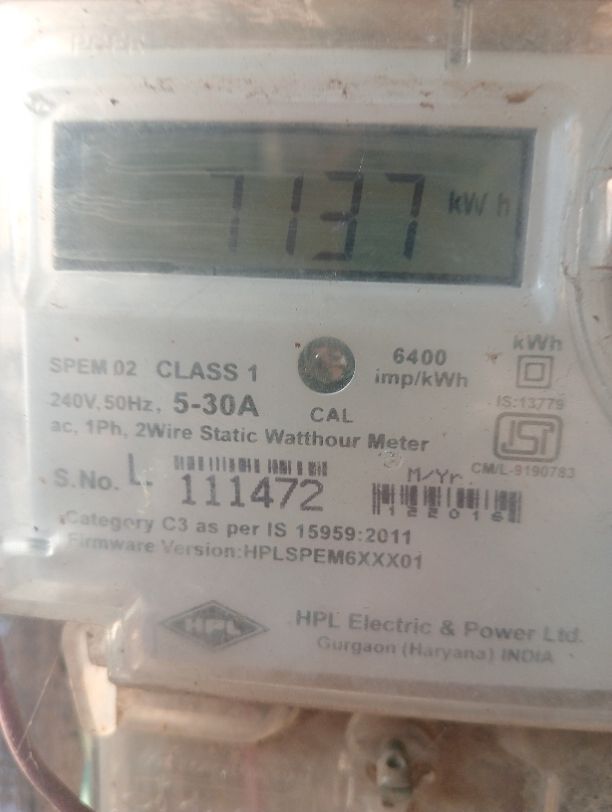 7137 kWh
SPEM 02 CLASS 1
6400
imp/kWh
kWh
240V, 50Hz, 5-30A
CAL
IS:13779
ac, 1Ph, 2Wire Static Watthour Meter
ISI
CM/L-9190783
S.No. L. 111472
M/Yr.
122016
Category C3 as per IS 15959:2011
Firmware Version:HPLSPEM6XXX01
HPL
HPL Electric & Power Ltd.
Gurgaon (Haryana) INDIA